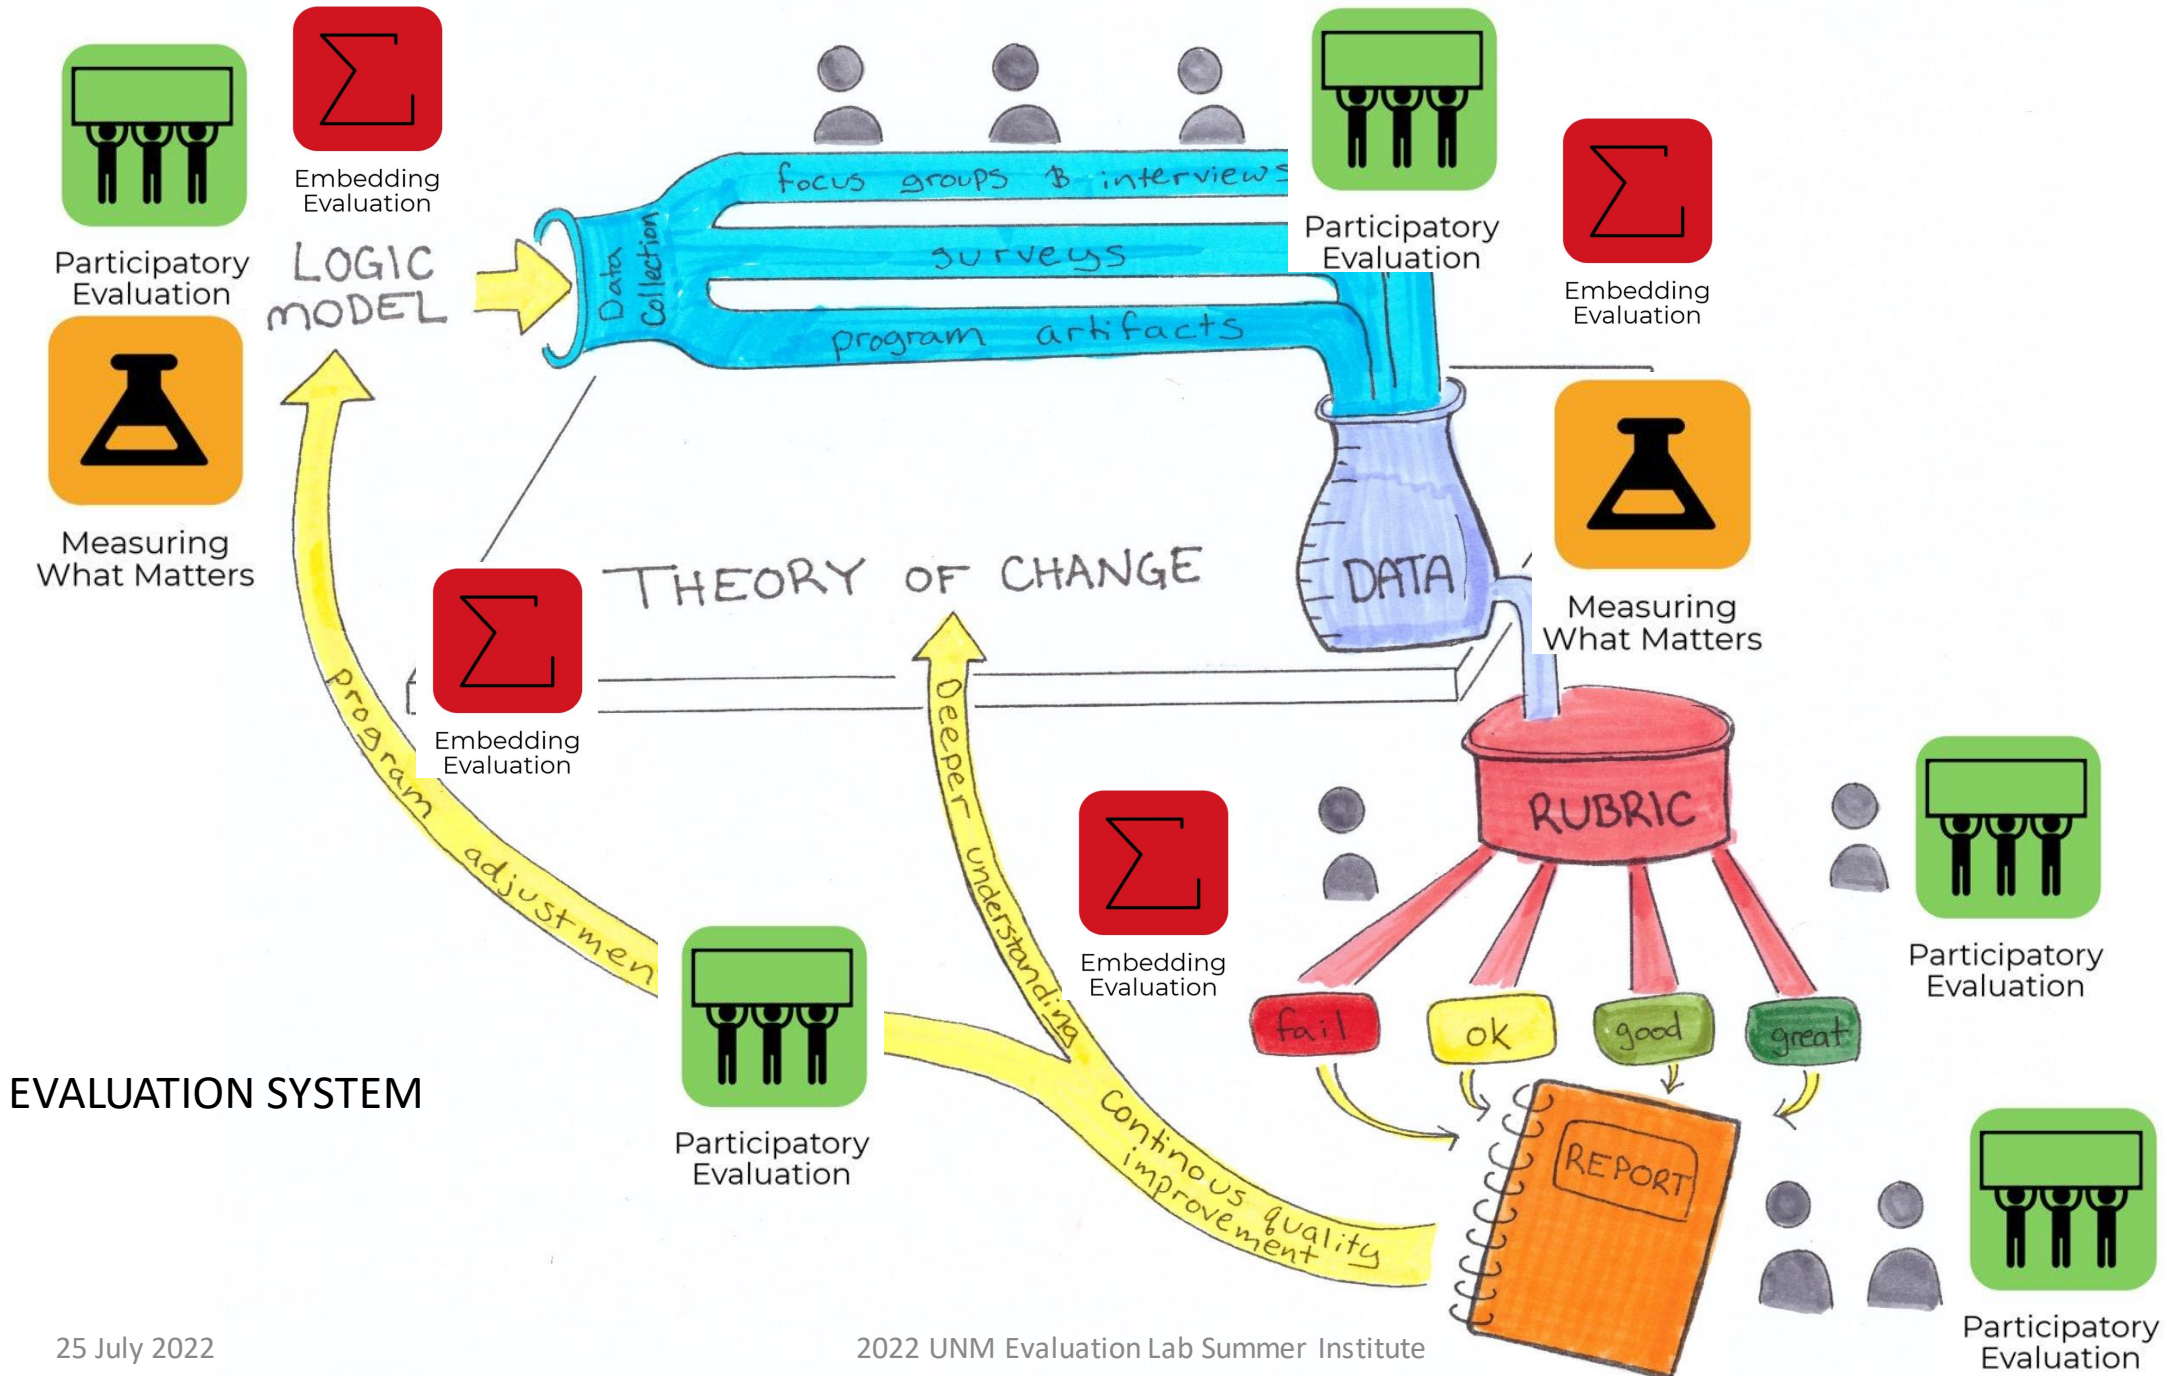 Participatory
Evaluation
Embedding
Evaluation
LOGIC
MODEL
Measuring
What Matters
Data
Collection
focus groups & interviews
surveys
program artifacts
Participatory
Evaluation
Embedding
Evaluation
Measuring
What Matters
THEORY OF CHANGE
DATA
Embedding
Evaluation
program adjustmen
Deeper understanding
Embedding
Evaluation
RUBRIC
Participatory
Evaluation
fail
ok
good
great
Participatory
Evaluation
EVALUATION SYSTEM
Continous quality
improvement
REPORT
Participatory
Evaluation
25 July 2022
2022 UNM Evaluation Lab Summer Institute